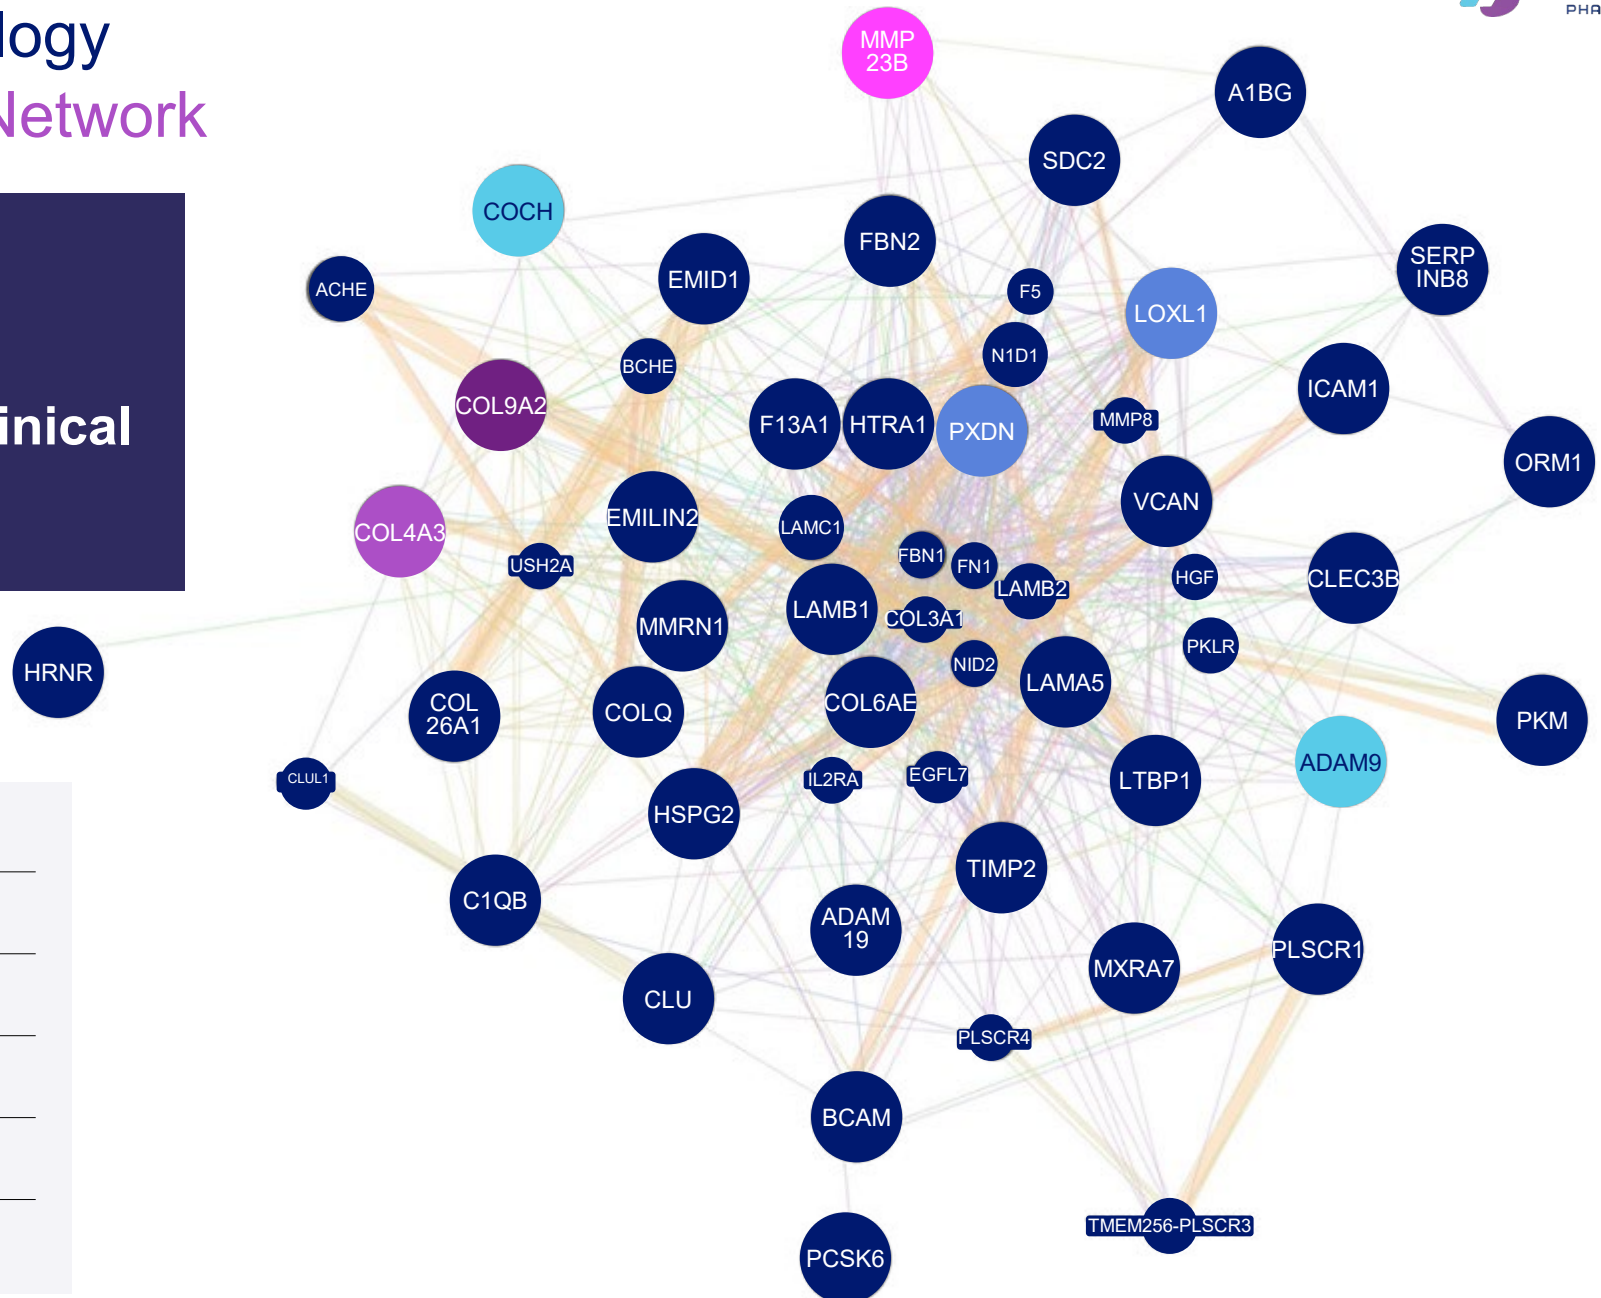 logy
Network
inical
PHA
MMP
23B
A1BG
SDC2
COCH
FBN2
SERP
INB8
EMID1
ACHE
F5
LOXL1
N1D1
BCHE
ICAM1
COL9A2
F13A1
HTRA1
PXDN
MMP8
ORM1
VCAN
EMILIN2
COL4A3
LAMC1
FBN1
FN1
USH2A
HGF
CLEC3B
LAMB2
LAMB1
COL3A1
MMRN1
PKLR
NID2
HRNR
LAMA5
COL6AE
COL
26A1
COLQ
PKM
ADAM9
CLUL1
IL2RA
EGFL7
LTBP1
HSPG2
TIMP2
C1QB
ADAM
19
PLSCR1
MXRA7
CLU
PLSCR4
BCAM
TMEM256-PLSCR3
PCSK6